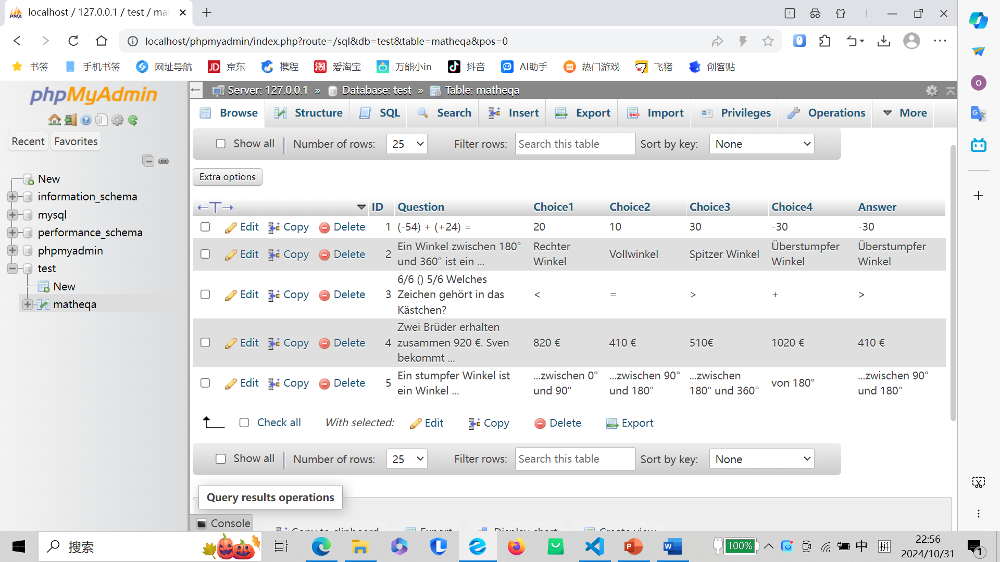 localhost / 127.0.0.1 / test / mat
localhost/phpmyadmin/index.php?route=/sql&db=test&table=matheqa&pos=0
书签 手机书签 网址导航 京东 携程 爱淘宝 万能小in 抖音 AI助手 热门游戏 飞猪 创客贴
phpMyAdmin
Recent Favorites
New
information_schema
mysql
performance_schema
phpmyadmin
test
New
matheqa
Server: 127.0.0.1 » Database: test » Table: matheqa
Browse Structure SQL Search Insert Export Import Privileges Operations More
Show all Number of rows: 25 Filter rows: Search this table Sort by key: None
Extra options
ID Question Choice1 Choice2 Choice3 Choice4 Answer
Edit Copy Delete 1 (-54) + (+24) = 20 10 30 -30 -30
Edit Copy Delete 2 Ein Winkel zwischen 180° Rechter Vollwinkel Spitzer Winkel Überstumpfer Überstumpfer
und 360° ist ein ... Winkel Winkel Winkel
6/6 () 5/6 Welches
Edit Copy Delete 3 Zeichen gehört in das < = > + >
Kästchen?
Zwei Brüder erhalten
Edit Copy Delete 4 zusammen 920 €. Sven 820 € 410 € 510€ 1020 € 410 €
bekommt ...
Edit Copy Delete 5 Ein stumpfer Winkel ist ...zwischen 0° ...zwischen 90° ...zwischen von 180° ...zwischen 90°
ein Winkel ... und 90° und 180° 180° und 360° und 180°
Check all With selected: Edit Copy Delete Export
Show all Number of rows: 25 Filter rows: Search this table Sort by key: None
Query results operations
Console
Copy to clipboard Export Display chart Create view
搜索
100%
中 拼
22:56
2024/10/31
1